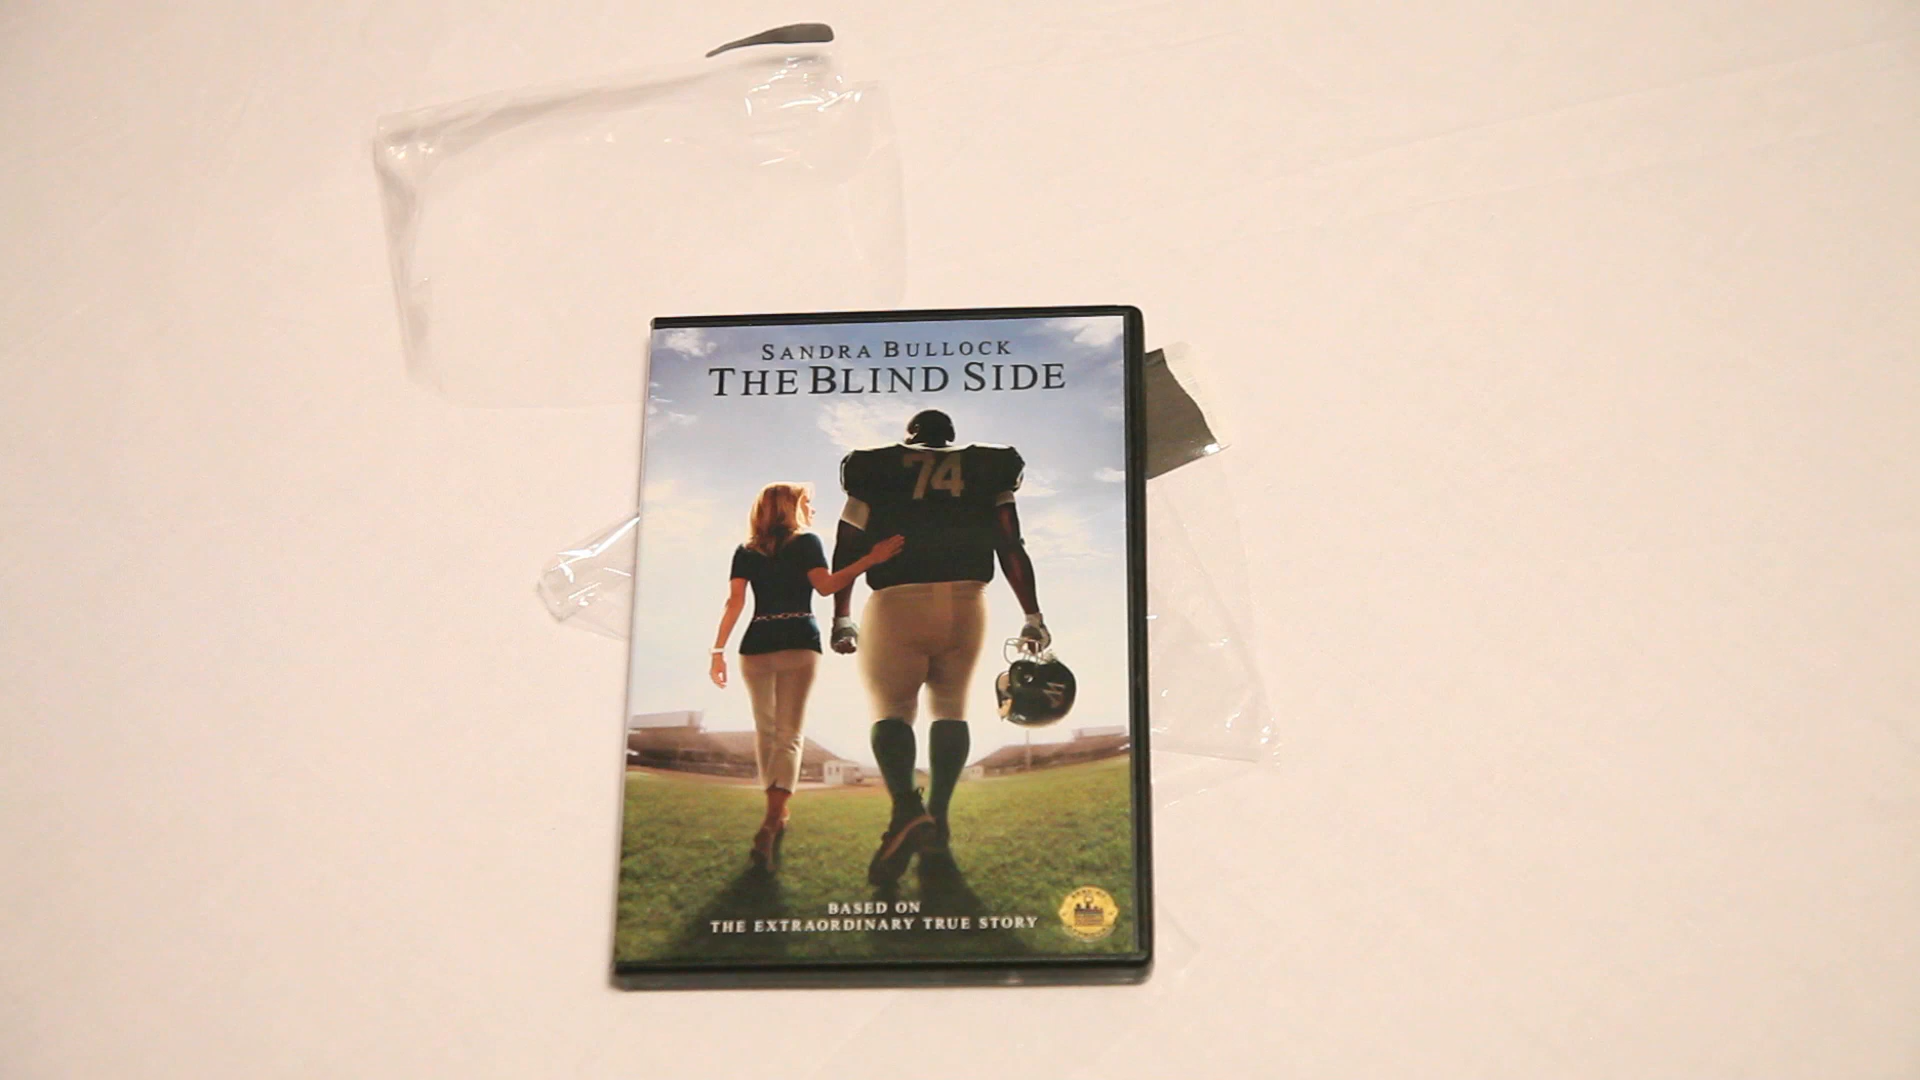 SANDRA BULLOCK
THE BLIND SIDE
74
BASED ON
THE EXTRAORDINARY TRUE STORY